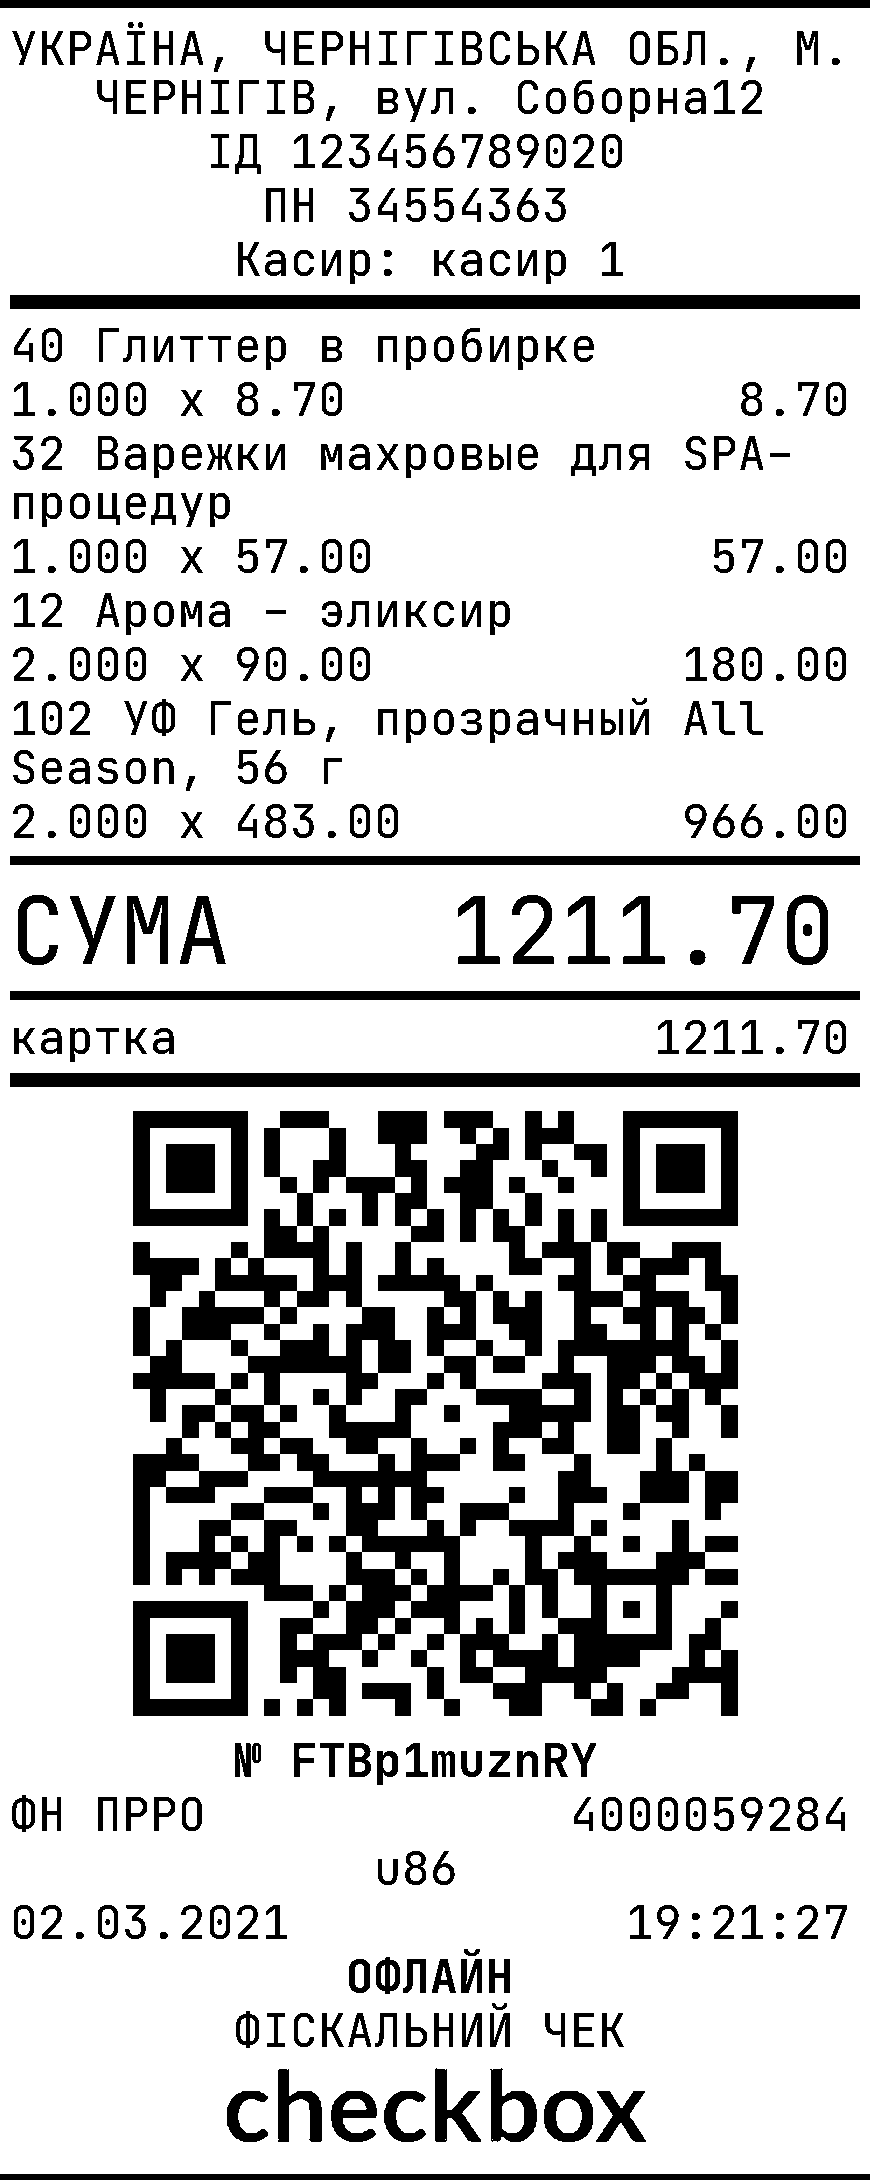 УКРАЇНА, ЧЕРНІГІВСЬКА ОБЛ., М.
ЧЕРНІГІВ, вул. Соборна12
ІД 123456789020
ПН 34554363
Касир: касир 1
40 Глиттер в пробирке
1.000 x 8.70 8.70
32 Варежки махровые для SPA-
процедур
1.000 x 57.00 57.00
12 Арома - эликсир
2.000 x 90.00 180.00
102 УФ Гель, прозрачный All
Season, 56 г
2.000 x 483.00 966.00
СУМА 1211.70
картка 1211.70
№ FTBp1muznRY
ФН ПРРО 4000059284
u86
02.03.2021 19:21:27
ОФЛАЙН
ФІСКАЛЬНИЙ ЧЕК
checkbox